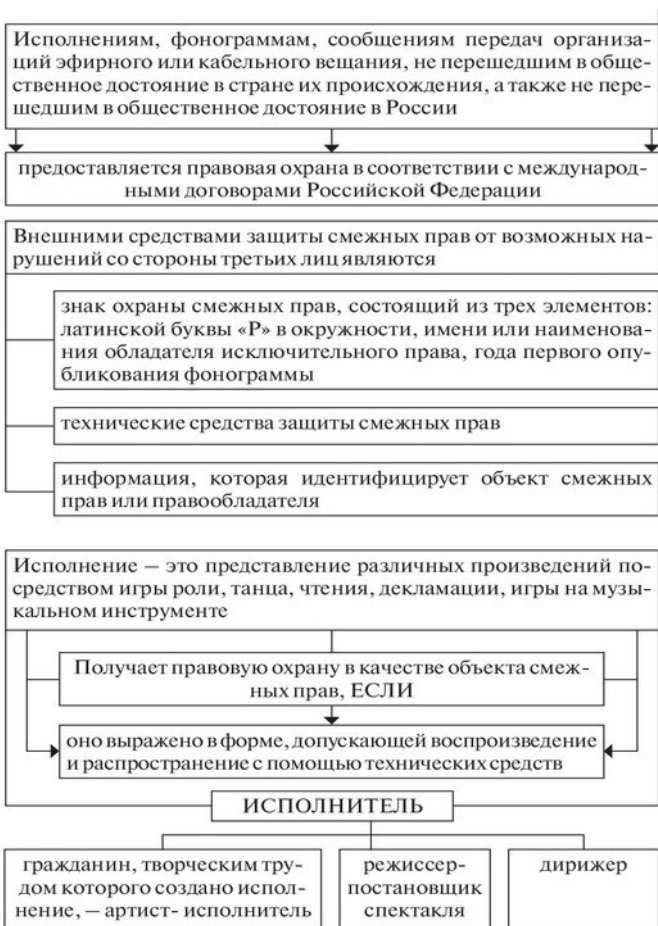 Исполнениям, фонограммам, сообщениям передач организа-
ций эфирного или кабельного вещания, не перешедшим в обще-
ственное достояние в стране их происхождения, а также не пере-
шедшим в общественное достояние в России
предоставляется правовая охрана в соответствии с международ-
ными договорами Российской Федерации
Внешними средствами защиты смежных прав от возможных на-
рушений со стороны третьих лиц являются
знак охраны смежных прав, состоящий из трех элементов:
латинской буквы «Р» в окружности, имени или наименова-
ния обладателя исключительного права, года первого опу-
бликования фонограммы
технические средства защиты смежных прав
информация, которая идентифицирует объект смежных
прав или правообладателя
Исполнение – это представление различных произведений по-
средством игры роли, танца, чтения, декламации, игры на музы-
кальном инструменте
Получает правовую охрану в качестве объекта смеж-
ных прав, ЕСЛИ
оно выражено в форме, допускающей воспроизведение
и распространение с помощью технических средств
ИСПОЛНИТЕЛЬ
гражданин, творческим тру-
дом которого создано испол-
нение, – артист- исполнитель
режиссер-
постановщик
спектакля
дирижер